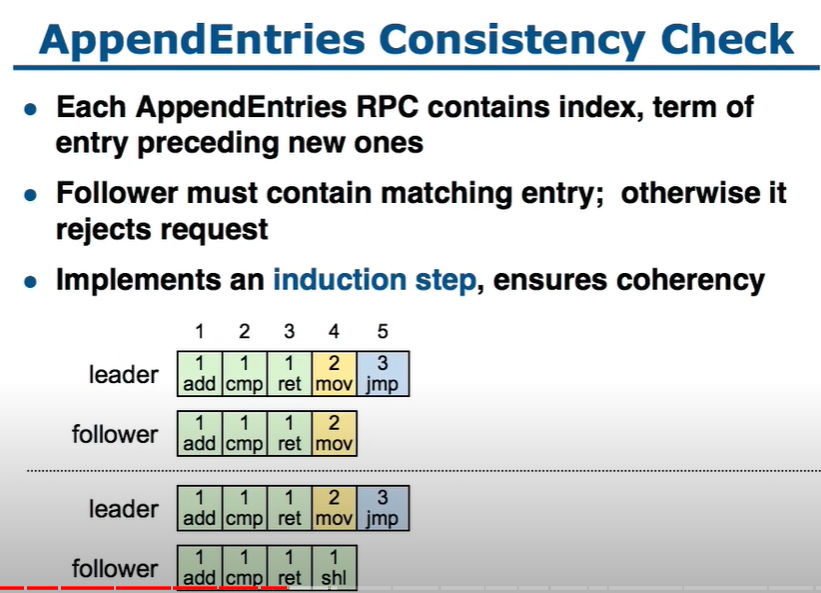 AppendEntries Consistency Check
• Each AppendEntries RPC contains index, term of
entry preceding new ones
• Follower must contain matching entry; otherwise it
rejects request
• Implements an induction step, ensures coherency
1 2 3 4 5
leader 1 1 1 2 3
add cmp ret mov jmp
follower 1 1 1 2
add cmp ret mov
leader 1 1 1 2 3
add cmp ret mov jmp
follower 1 1 1 1
add cmp ret shl